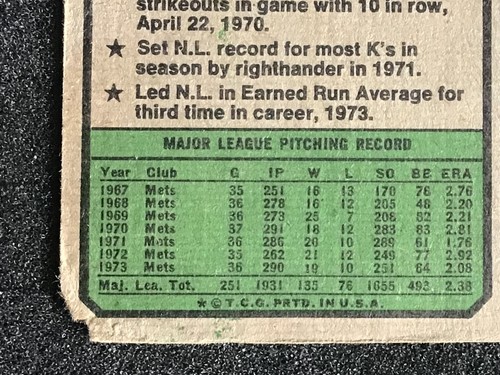 strikeouts in game with 10 in row,
April 22, 1970.
★ Set N.L. record for most K's in
season by righthander in 1971.
★ Led N.L. in Earned Run Average for
third time in career, 1973.
MAJOR LEAGUE PITCHING RECORD
Year Club G IP W L SO BB ERA
1967 Mets 35 251 16 13 170 78 2.76
1968 Mets 36 278 16 12 205 48 2.20
1969 Mets 36 273 25 7 208 82 2.21
1970 Mets 37 291 18 12 283 83 2.81
1971 Mets 36 286 20 10 289 61 1.76
1972 Mets 35 262 21 12 249 77 2.92
1973 Mets 36 290 19 10 251 64 2.08
Maj. Lea. Tot. 251 1931 135 76 1655 493 2.38
★ © T.C.G. PRTD. IN U.S.A.